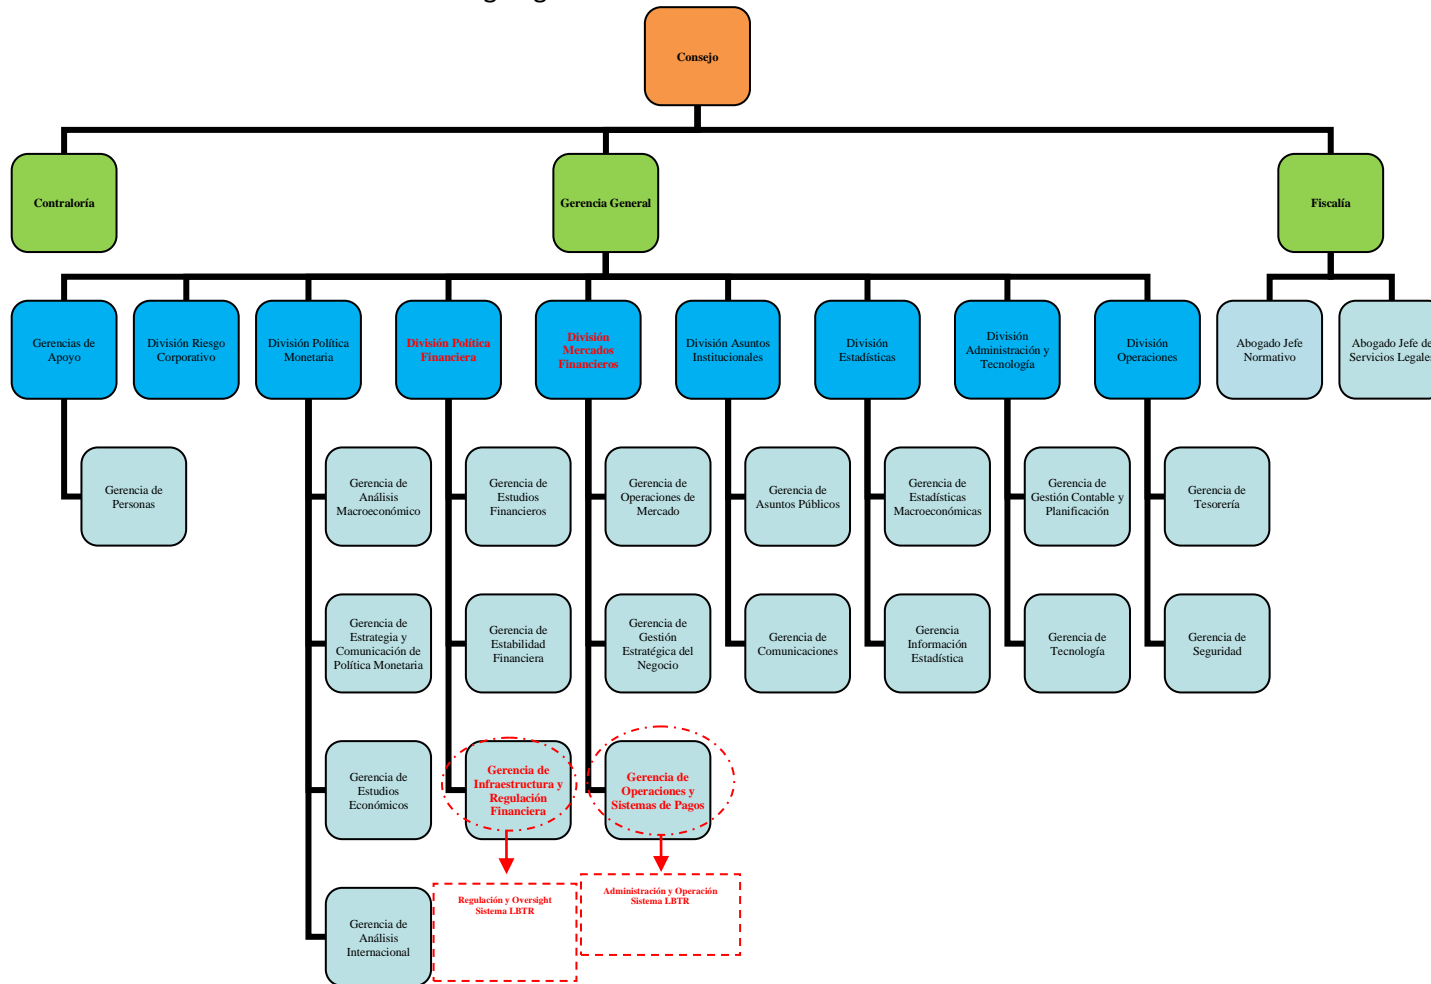 Consejo
Contraloría
Gerencia General
Fiscalía
Gerencias de
Apoyo
División Riesgo
Corporativo
División Política
Monetaria
División Política
Financiera
División
Mercados
Financieros
División Asuntos
Institucionales
División
Estadísticas
División
Administración y
Tecnología
División
Operaciones
Abogado Jefe
Normativo
Abogado Jefe de
Servicios Legales
Gerencia de
Personas
Gerencia de
Análisis
Macroeconómico
Gerencia de
Estudios
Financieros
Gerencia de
Operaciones de
Mercado
Gerencia de
Asuntos Públicos
Gerencia de
Estadísticas
Macroeconómicas
Gerencia de
Gestión Contable y
Planificación
Gerencia de
Tesorería
Gerencia de
Estrategia y
Comunicación de
Política Monetaria
Gerencia de
Estabilidad
Financiera
Gerencia de
Gestión
Estratégica del
Negocio
Gerencia de
Comunicaciones
Gerencia
Información
Estadística
Gerencia de
Tecnología
Gerencia de
Seguridad
Gerencia de
Estudios
Económicos
Gerencia de
Infraestructura y
Regulación
Financiera
Gerencia de
Operaciones y
Sistemas de Pagos
Gerencia de
Análisis
Internacional
Regulación y Oversight
Sistema LBTR
Administración y Operación
Sistema LBTR